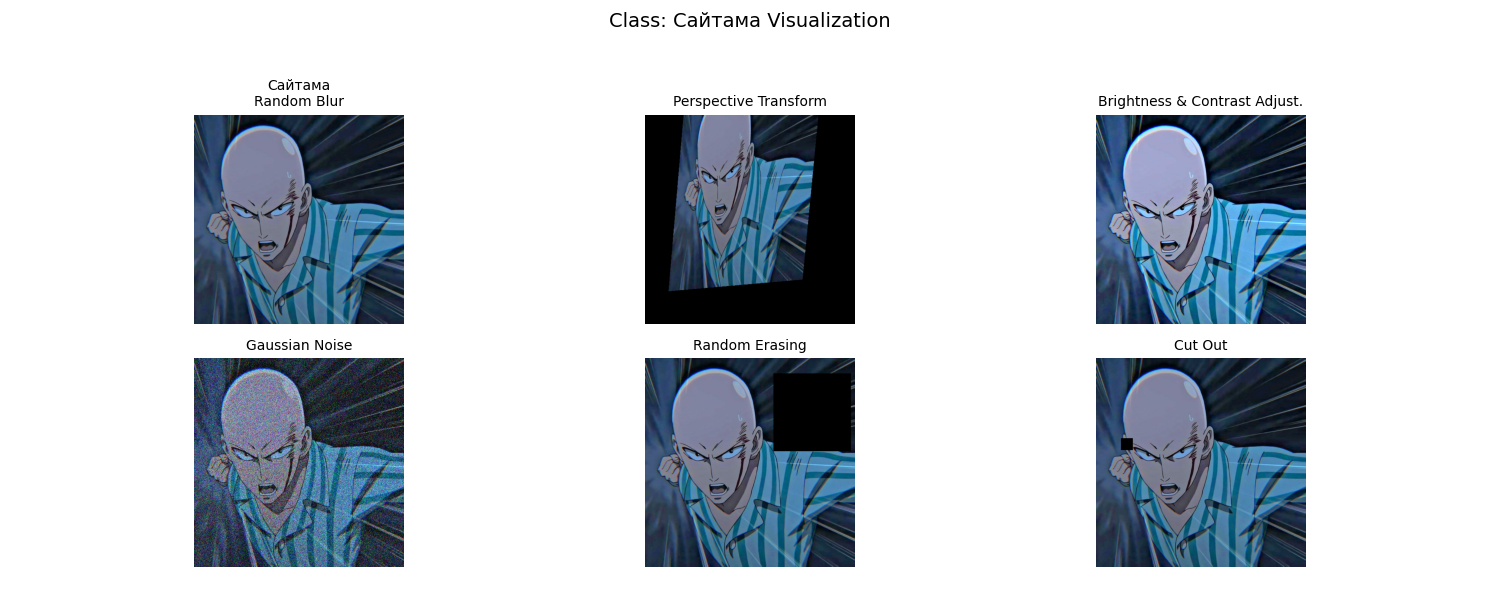 Class: Сайтама Visualization
Сайтама
Random Blur
Perspective Transform
Brightness & Contrast Adjust.
Gaussian Noise
Random Erasing
Cut Out